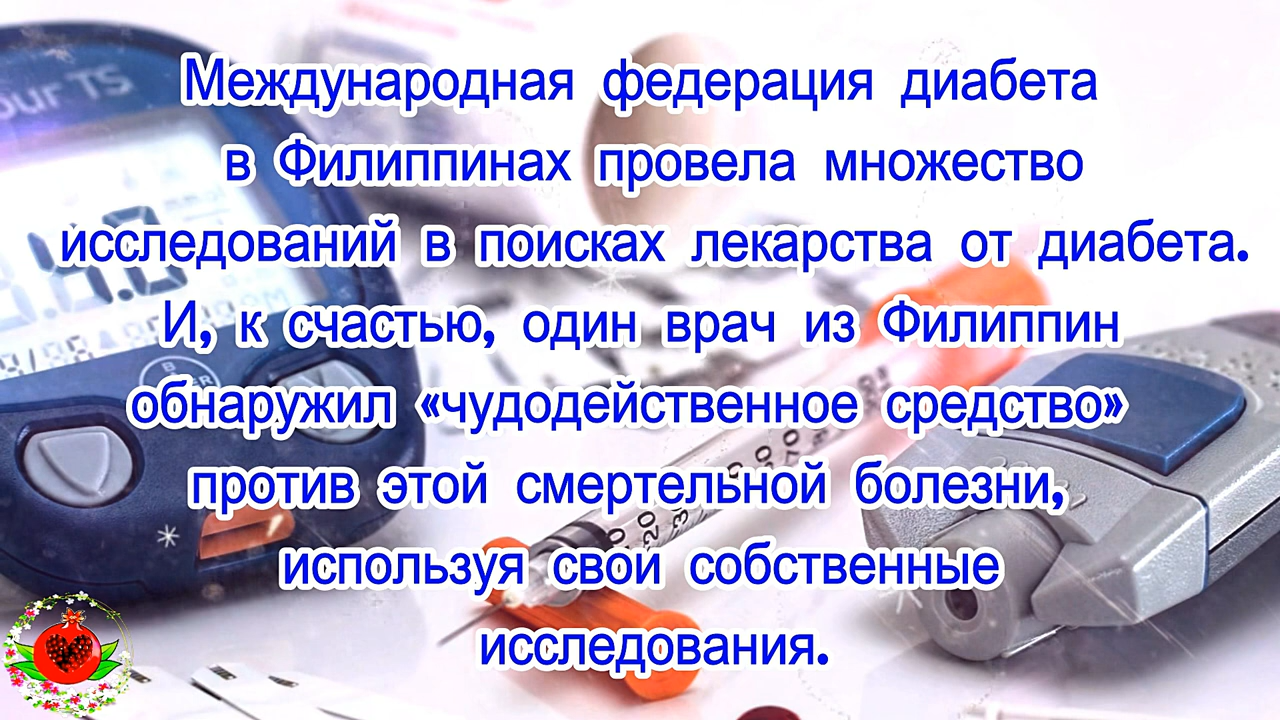 Международная федерация диабета
в Филиппинах провела множество
исследований в поисках лекарства от диабета.
И, к счастью, один врач из Филиппин
обнаружил «чудодейственное средство»
против этой смертельной болезни,
используя свои собственные
исследования.
TS